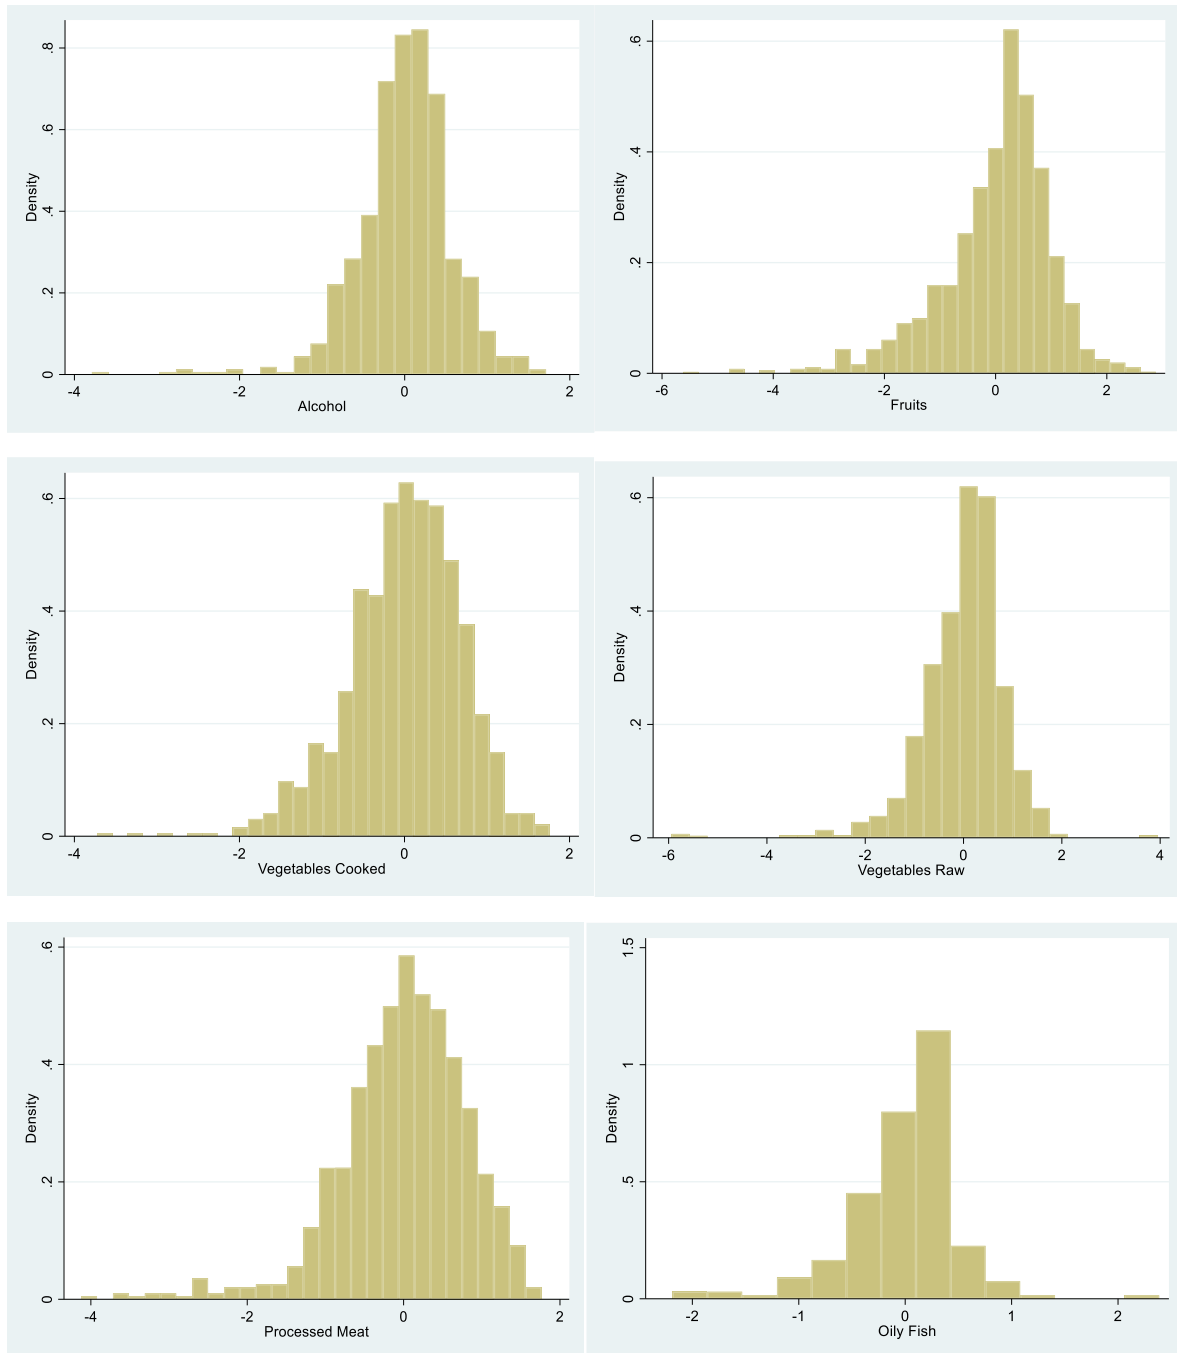 Density
.8
.6
.4
.2
0
-4 -2 0 2
Alcohol
Density
.6
.4
.2
0
-6 -4 -2 0 2
Fruits
Density
.6
.4
.2
0
-4 -2 0 2
Vegetables Cooked
Density
.6
.4
.2
0
-6 -4 -2 0 2 4
Vegetables Raw
Density
.6
.4
.2
0
-4 -2 0 2
Processed Meat
Density
1.5
1
.5
0
-2 -1 0 1 2
Oily Fish